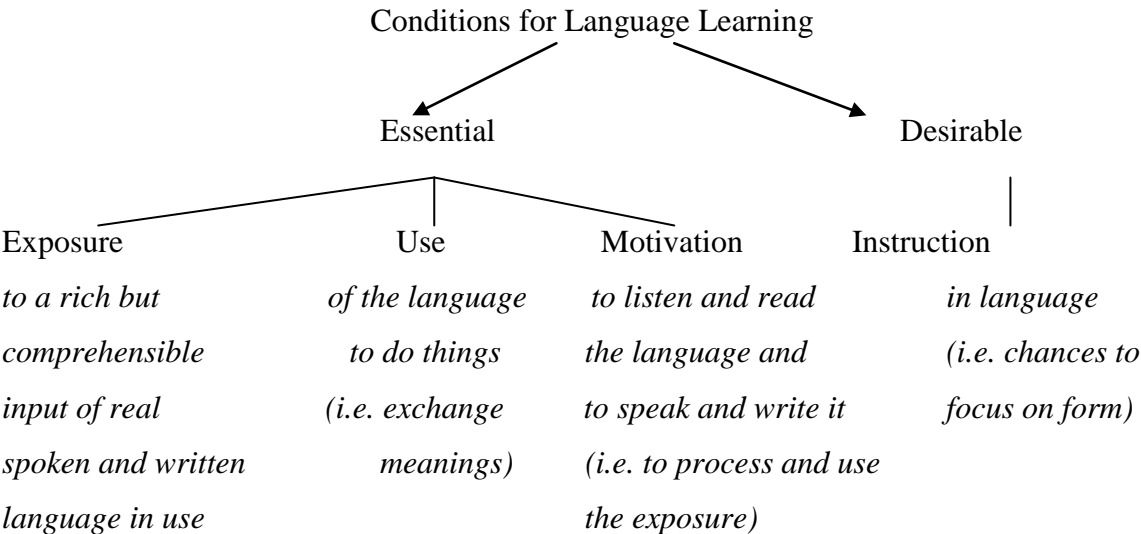 Conditions for Language Learning
Essential Desirable
Exposure Use Motivation Instruction
to a rich but of the language to listen and read in language
comprehensible to do things the language and (i.e. chances to
input of real (i.e. exchange to speak and write it focus on form)
spoken and written meanings) (i.e. to process and use
language in use the exposure)